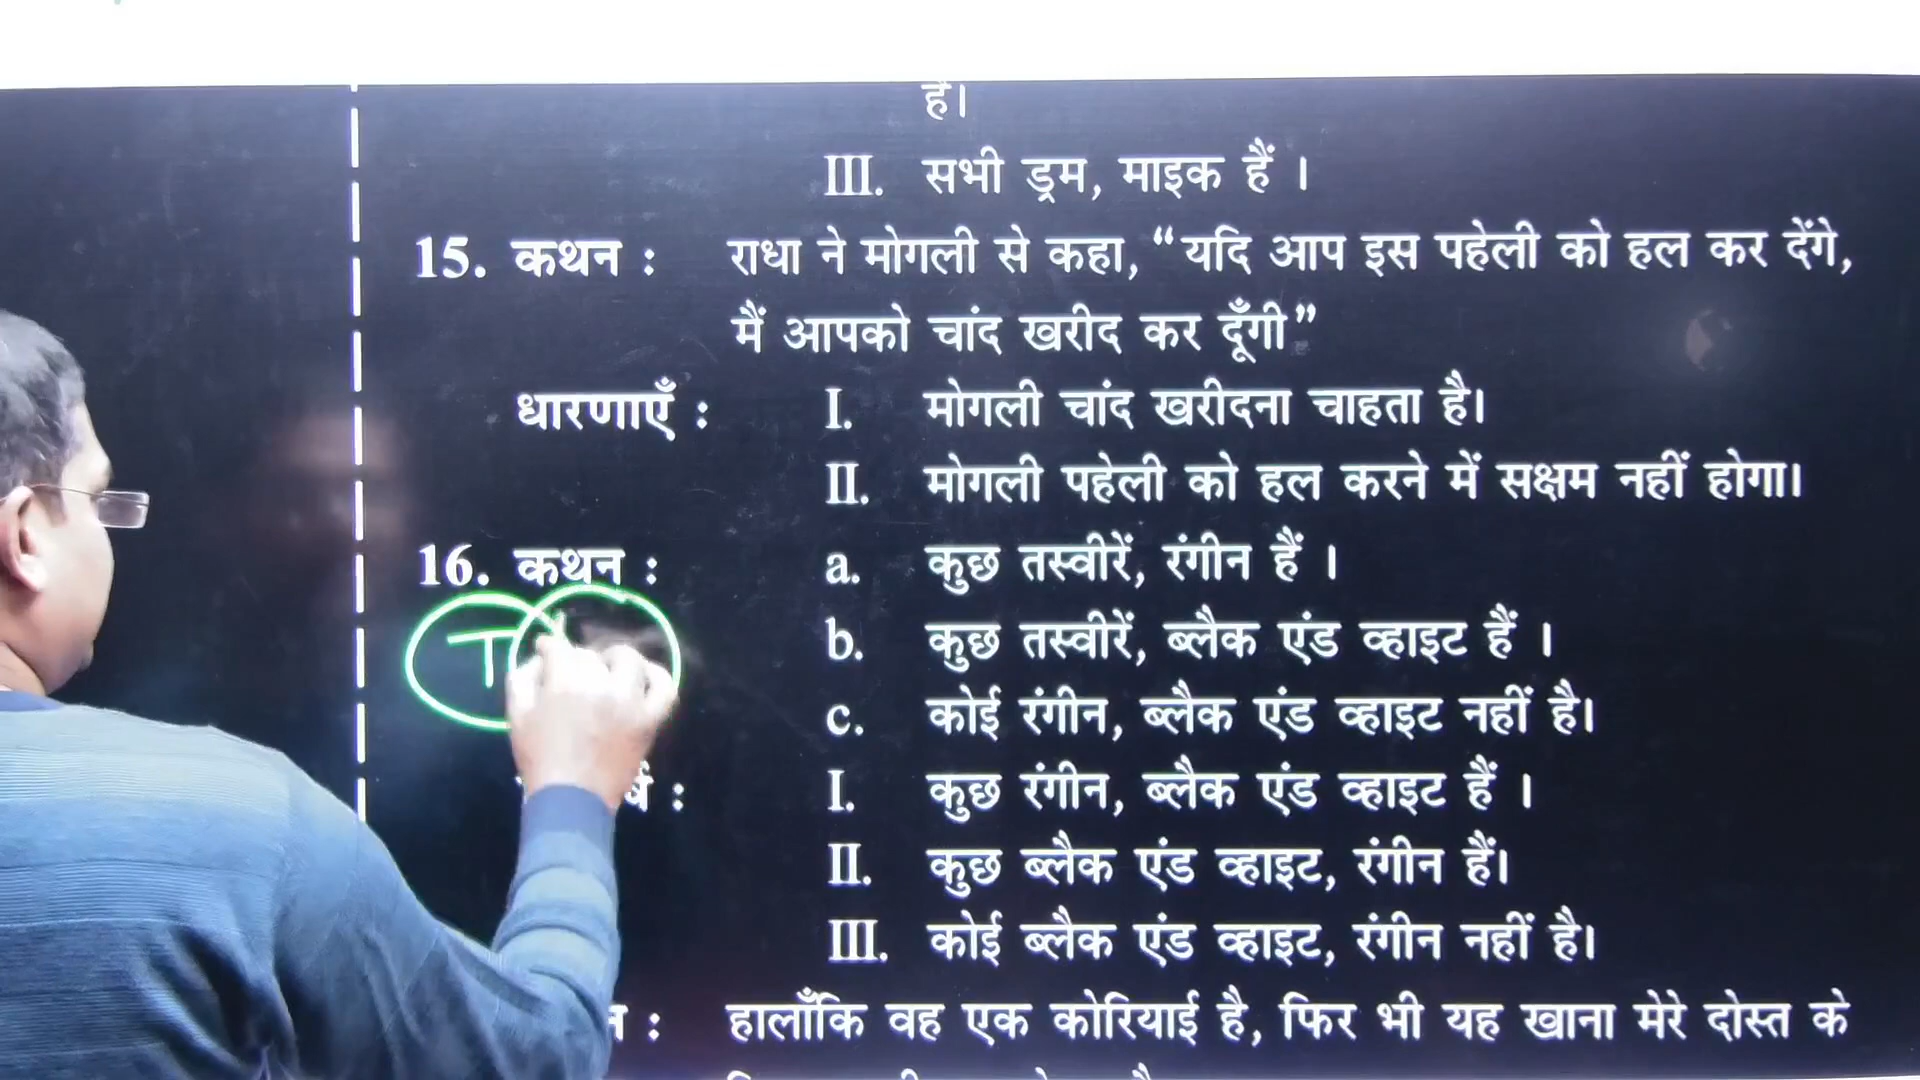 है।
III. सभी ड्रम, माइक हैं ।
15. कथन : राधा ने मोगली से कहा, “यदि आप इस पहेली को हल कर देंगे,
मैं आपको चांद खरीद कर दूँगी”
धारणाएँ : I. मोगली चांद खरीदना चाहता है।
II. मोगली पहेली को हल करने में सक्षम नहीं होगा।
16. कथन : a. कुछ तस्वीरें, रंगीन हैं ।
T
b. कुछ तस्वीरें, ब्लैक एंड व्हाइट हैं ।
c. कोई रंगीन, ब्लैक एंड व्हाइट नहीं है।
: I. कुछ रंगीन, ब्लैक एंड व्हाइट हैं ।
II. कुछ ब्लैक एंड व्हाइट, रंगीन हैं।
III. कोई ब्लैक एंड व्हाइट, रंगीन नहीं है।
: हालाँकि वह एक कोरियाई है, फिर भी यह खाना मेरे दोस्त के